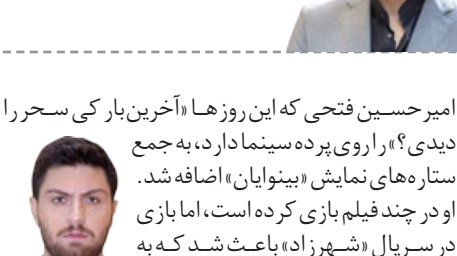 امیرحسین فتحی که این روزها «آخرین‌بار کی سحر را
دیدی؟» را روی پرده سینما دارد، به جمع
ستاره‌های نمایش «بینوایان» اضافه شد.
او در چند فیلم بازی کرده است، اما بازی
در سریال «شهرزاد» باعث شد که به